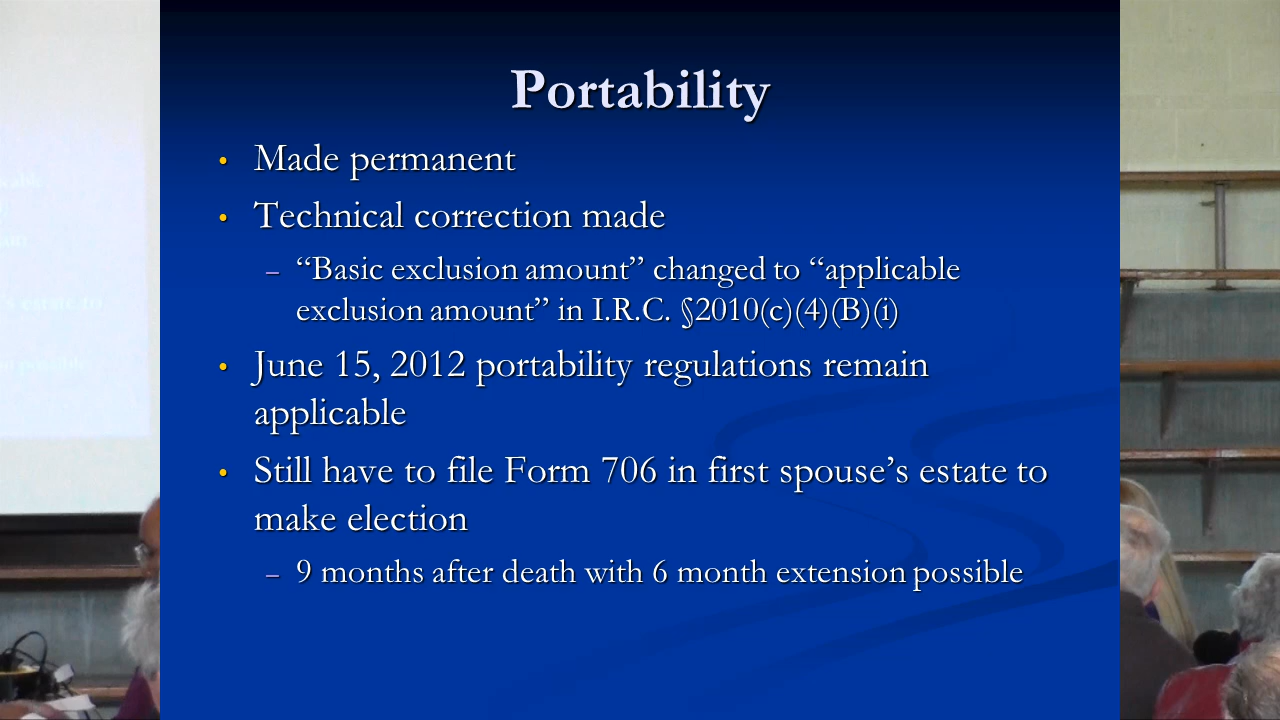 Portability
• Made permanent
• Technical correction made
– “Basic exclusion amount” changed to “applicable
exclusion amount” in I.R.C. §2010(c)(4)(B)(i)
• June 15, 2012 portability regulations remain
applicable
• Still have to file Form 706 in first spouse’s estate to
make election
– 9 months after death with 6 month extension possible